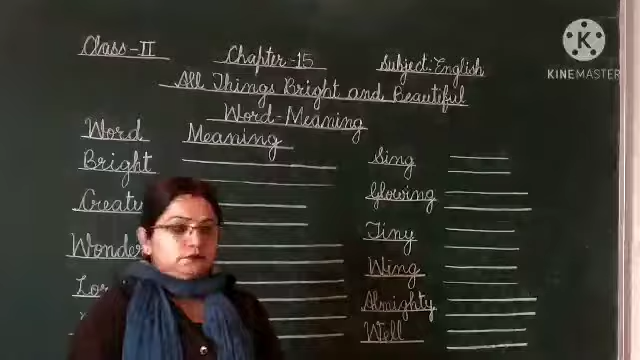 Class-II Chapter-15 Subject:English
All Things Bright and Beautiful
Word-Meaning
Word Meaning
Bright
Wonder
Sing
Glowing
Tiny
Wing
Almighty
Well
K
KINEMASTER